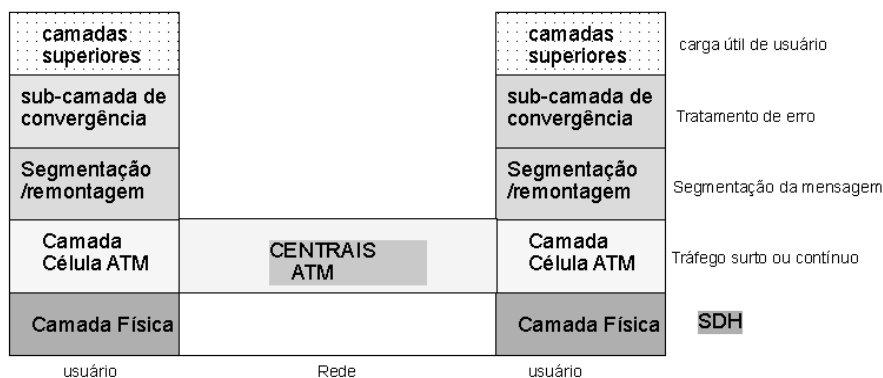 camadas
superiores
camadas
superiores
carga útil de usuário
sub-camada de
convergência
sub-camada de
convergência
Tratamento de erro
Segmentação
/remontagem
Segmentação
/remontagem
Segmentação da mensagem
Camada
Célula ATM
CENTRAIS
ATM
Camada
Célula ATM
Tráfego surto ou contínuo
Camada Física
Camada Física
SDH
usuário
Rede
usuário